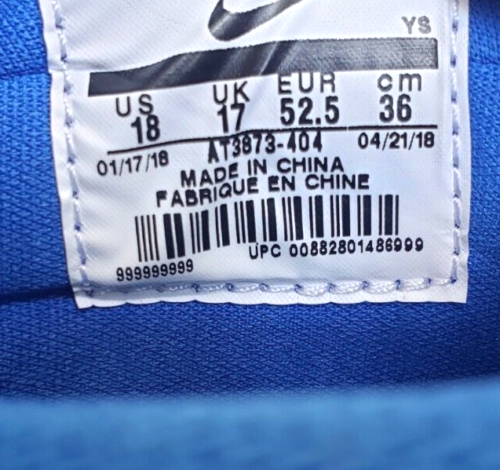 YS
US UK EUR cm
18 17 52.5 36
01/17/18 AT3873-404 04/21/18
MADE IN CHINA
FABRIQUE EN CHINE
UPC 00882801486999
999999999